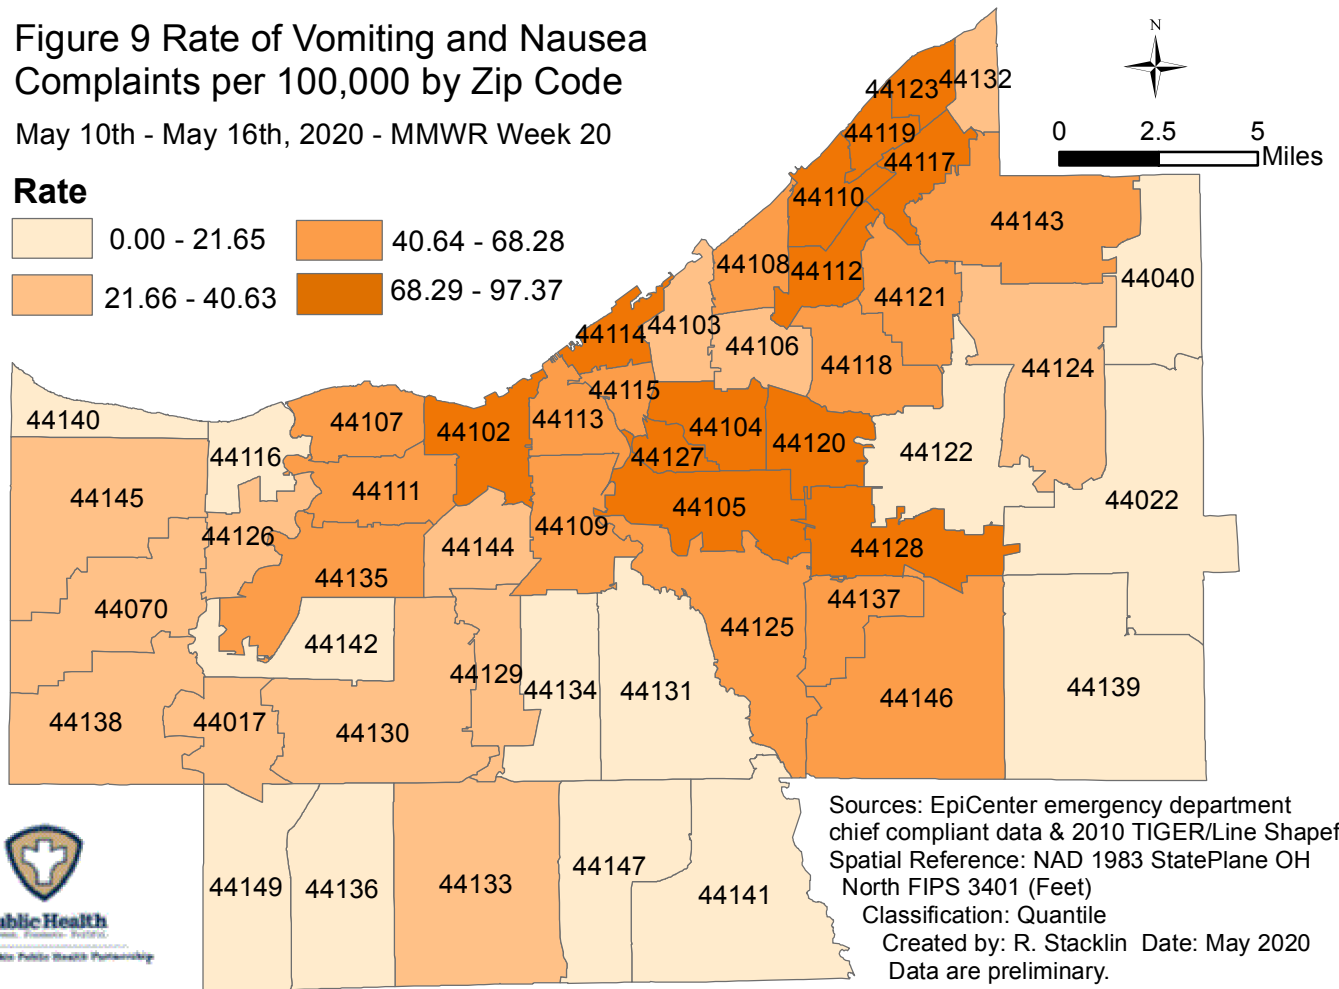 Figure 9 Rate of Vomiting and Nausea
Complaints per 100,000 by Zip Code
May 10th - May 16th, 2020 - MMWR Week 20
Rate
0.00 - 21.65
40.64 - 68.28
21.66 - 40.63
68.29 - 97.37
N
0 2.5 5
Miles
44132
44123
44119
44117
44110
44143
44108
44112
44040
44121
44114
44103
44106
44118
44124
44115
44140
44107
44102
44113
44104
44120
44116
44127
44122
44145
44111
44105
44022
44126
44109
44144
44128
44135
44070
44137
44142
44125
44129
44134
44131
44139
44146
44138
44017
44130
44149
44136
44133
44147
44141
Public Health
Sources: EpiCenter emergency department
chief compliant data & 2010 TIGER/Line Shapef
Spatial Reference: NAD 1983 StatePlane OH
North FIPS 3401 (Feet)
Classification: Quantile
Created by: R. Stacklin Date: May 2020
Data are preliminary.